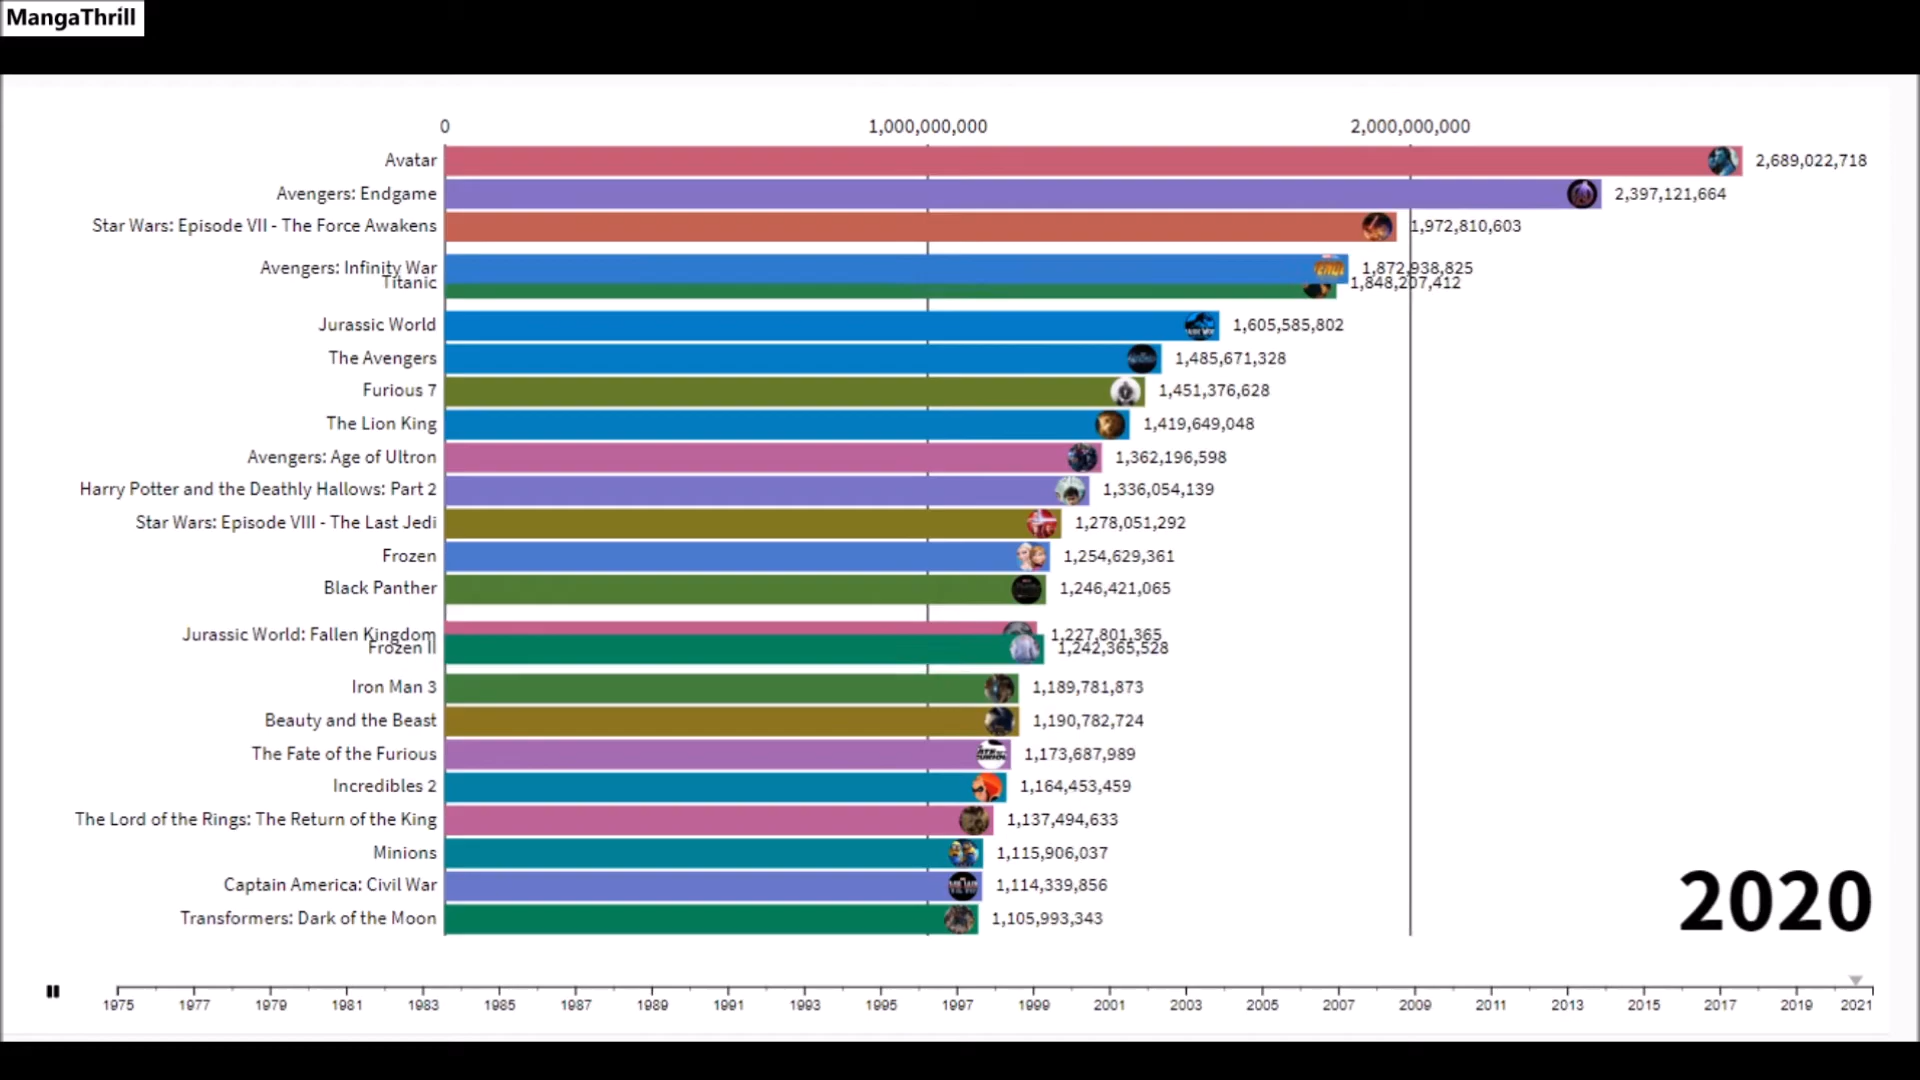 MangaThrill
0 1,000,000,000 2,000,000,000
Avatar 2,689,022,718
Avengers: Endgame 2,397,121,664
Star Wars: Episode VII - The Force Awakens 1,972,810,603
Avengers: Infinity War 1,872,938,825
Titanic 1,848,207,412
Jurassic World 1,605,585,802
The Avengers 1,485,671,328
Furious 7 1,451,376,628
The Lion King 1,419,649,048
Avengers: Age of Ultron 1,362,196,598
Harry Potter and the Deathly Hallows: Part 2 1,336,054,139
Star Wars: Episode VIII - The Last Jedi 1,278,051,292
Frozen 1,254,629,361
Black Panther 1,246,421,065
Jurassic World: Fallen Kingdom 1,227,801,365
Frozen II 1,242,365,528
Iron Man 3 1,189,781,873
Beauty and the Beast 1,190,782,724
The Fate of the Furious 1,173,687,989
Incredibles 2 1,164,453,459
The Lord of the Rings: The Return of the King 1,137,494,633
Minions 1,115,906,037
Captain America: Civil War 1,114,339,856
Transformers: Dark of the Moon 1,105,993,343
2020
1975 1977 1979 1981 1983 1985 1987 1989 1991 1993 1995 1997 1999 2001 2003 2005 2007 2009 2011 2013 2015 2017 2019 2021